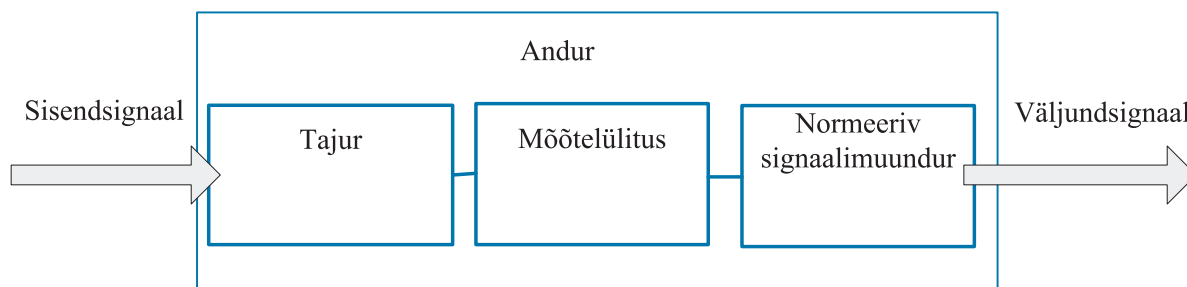 Andur
Sisendsignaal
Tajur
Mõõtelülitus
Normeeriv
signaalimuundur
Väljundsignaal